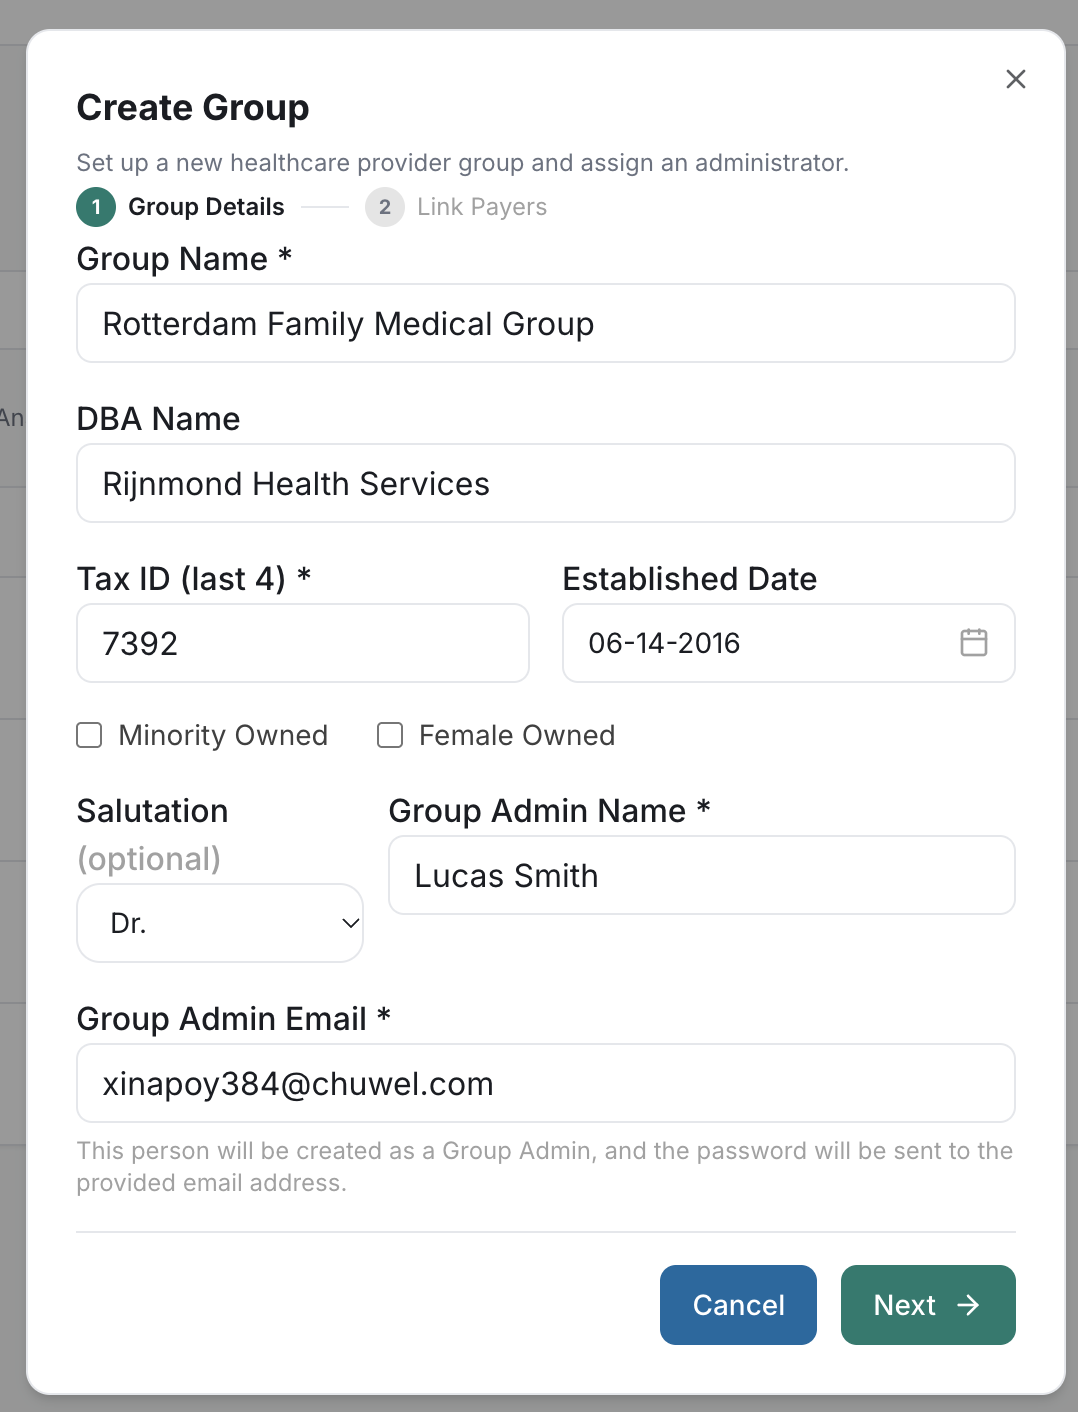 Create Group
Set up a new healthcare provider group and assign an administrator.
1 Group Details 2 Link Payers
Group Name *
Rotterdam Family Medical Group
DBA Name
Rijnmond Health Services
Tax ID (last 4) * Established Date
7392 06-14-2016
Minority Owned Female Owned
Salutation Group Admin Name *
(optional)
Lucas Smith
Dr.
Group Admin Email *
xinapoy384@chuwel.com
This person will be created as a Group Admin, and the password will be sent to the
provided email address.
Cancel Next →
An